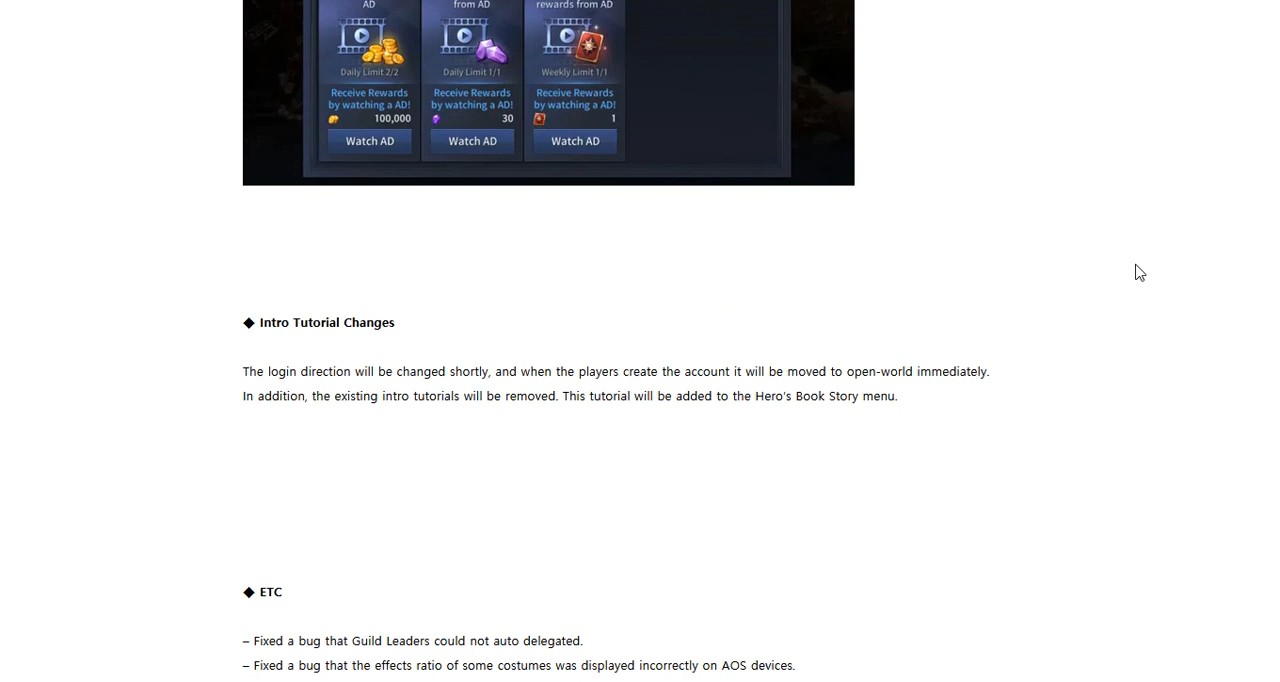 AD
from AD
rewards from AD
Daily Limit 2/2
Daily Limit 1/1
Weekly Limit 1/1
Receive Rewards
by watching a AD!
Receive Rewards
by watching a AD!
Receive Rewards
by watching a AD!
100,000
30
1
Watch AD
Watch AD
Watch AD
◆ Intro Tutorial Changes
The login direction will be changed shortly, and when the players create the account it will be moved to open-world immediately.
In addition, the existing intro tutorials will be removed. This tutorial will be added to the Hero's Book Story menu.
◆ ETC
– Fixed a bug that Guild Leaders could not auto delegated.
– Fixed a bug that the effects ratio of some costumes was displayed incorrectly on AOS devices.